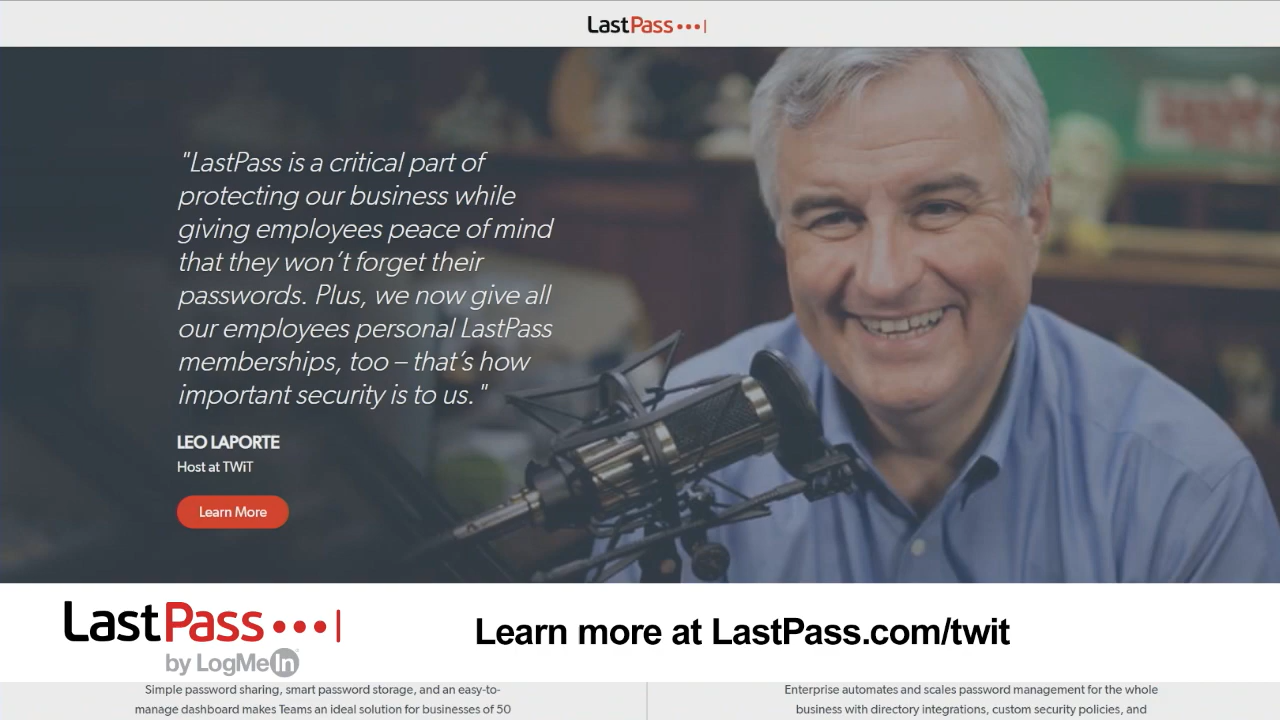 LastPass
"LastPass is a critical part of
protecting our business while
giving employees peace of mind
that they won't forget their
passwords. Plus, we now give all
our employees personal LastPass
memberships, too – that's how
important security is to us."
LEO LAPORTE
Host at TWiT
Learn More
LastPass
by LogMeIn
Learn more at LastPass.com/twit
Simple password sharing, smart password storage, and an easy-to-
manage dashboard makes Teams an ideal solution for businesses of 50
Enterprise automates and scales password management for the whole
business with directory integrations, custom security policies, and